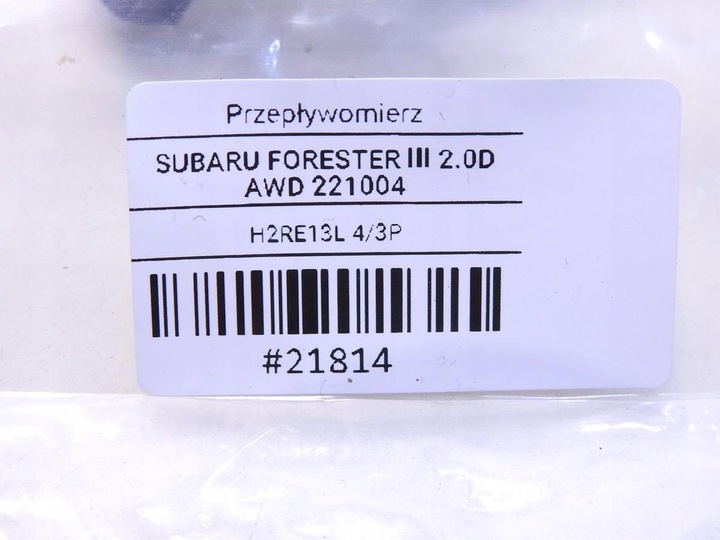 Przepływomierz
SUBARU FORESTER III 2.0D
AWD 221004
H2RE13L 4/3P
#21814